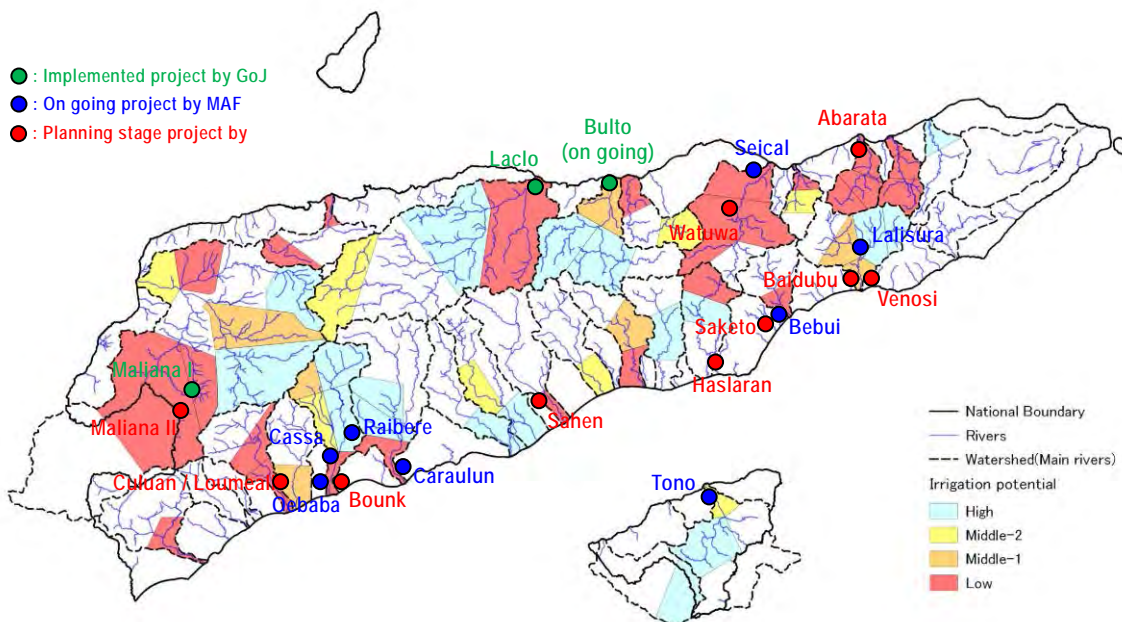 : Implemented project by GoJ
: On going project by MAF
: Planning stage project by
Abarata
Bulto
(on going)
Seical
Laclo
Watuwa
Lalisura
Baidubu
Venosi
Saketo
Bebui
Haslaran
Maliana I
Maliana II
Sahen
Raibere
Cassa
Culuan / Loumeal
Caraulun
Oebaba
Bounk
Tono
National Boundary
Rivers
Watershed(Main rivers)
Irrigation potential
High
Middle-2
Middle-1
Low